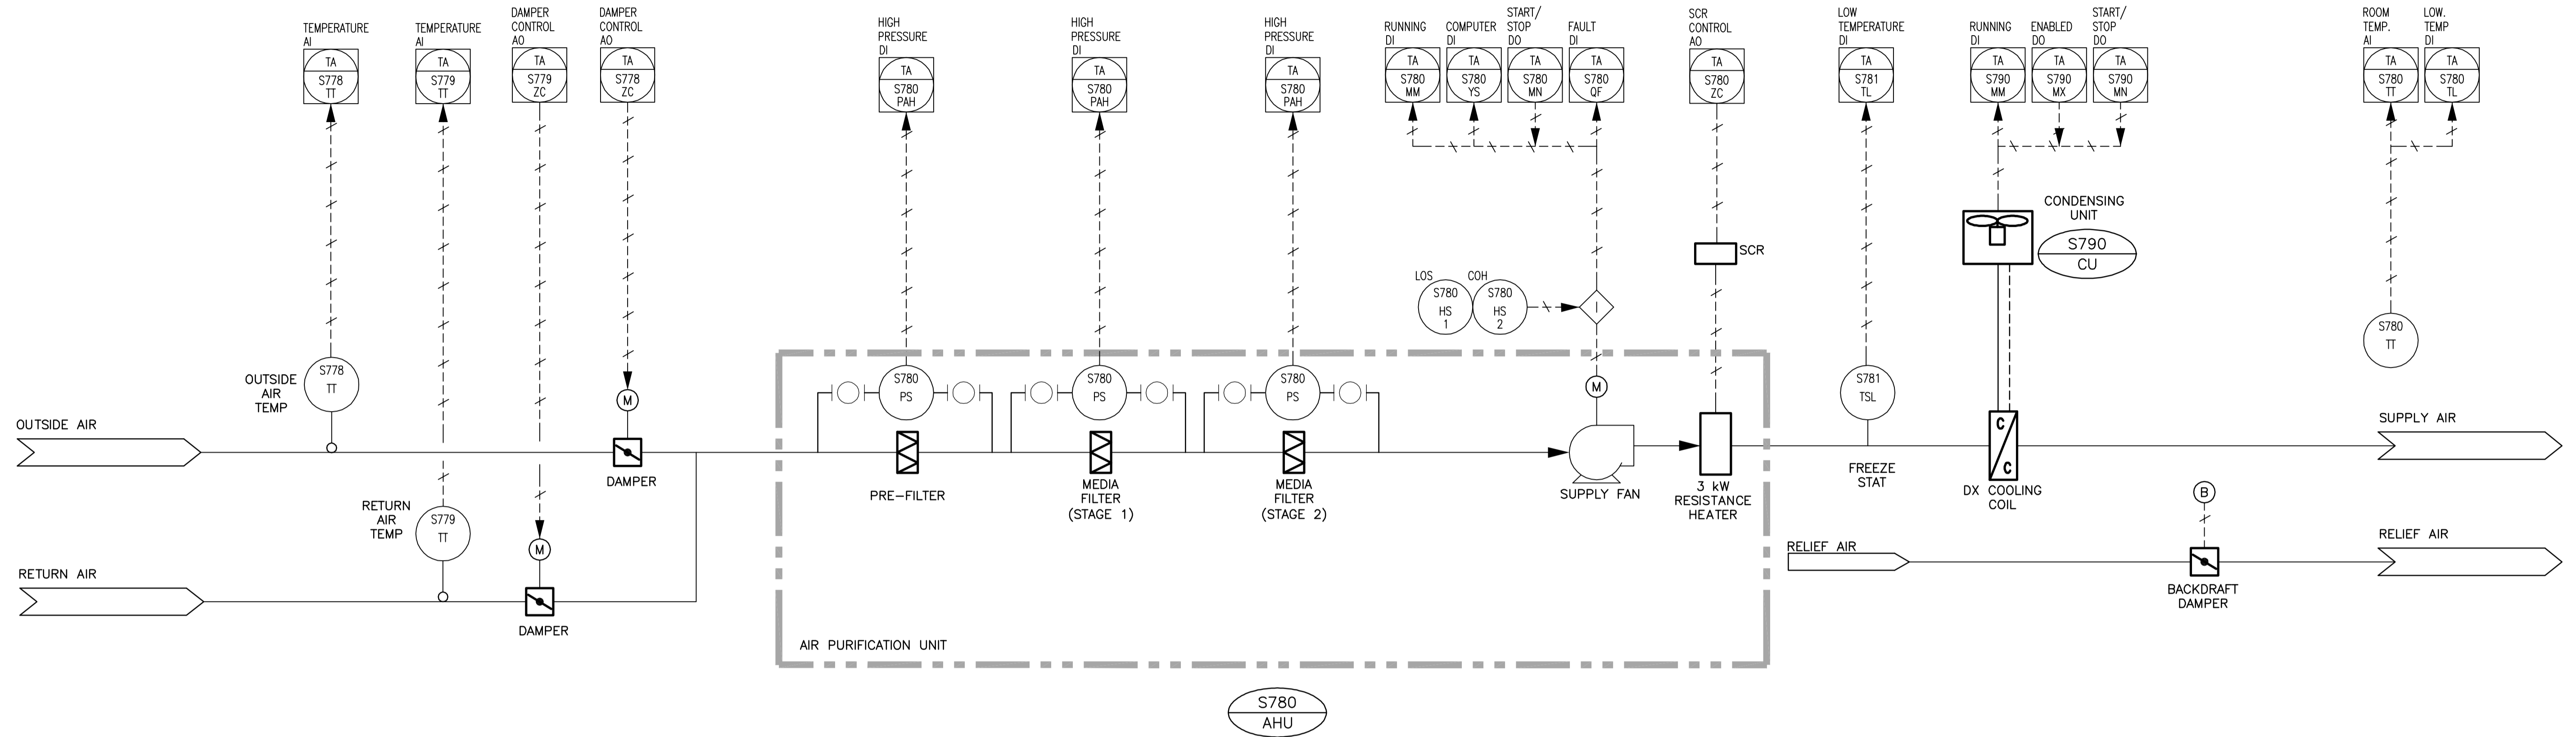 TEMPERATURE
AI
TA
S778
TT
TEMPERATURE
AI
TA
S779
TT
DAMPER
CONTROL
AO
TA
S779
ZC
DAMPER
CONTROL
AO
TA
S778
ZC
HIGH
PRESSURE
DI
TA
S780
PAH
HIGH
PRESSURE
DI
TA
S780
PAH
HIGH
PRESSURE
DI
TA
S780
PAH
RUNNING
DI
TA
S780
MM
COMPUTER
DI
TA
S780
YS
START/
STOP
DO
TA
S780
MN
FAULT
DI
TA
S780
QF
SCR
CONTROL
AO
TA
S780
ZC
LOW
TEMPERATURE
DI
TA
S781
TL
RUNNING
DI
TA
S790
MM
ENABLED
DO
TA
S790
MX
START/
STOP
DO
TA
S790
MN
ROOM
TEMP.
AI
TA
S780
TT
LOW.
TEMP
DI
TA
S780
TL
CONDENSING
UNIT
S790
CU
SCR
LOS
S780
HS
1
COH
S780
HS
2
I
S780
TT
OUTSIDE
AIR
TEMP
S778
TT
M
S780
PS
S780
PS
S780
PS
M
S781
TSL
OUTSIDE AIR
DAMPER
PRE-FILTER
MEDIA
FILTER
(STAGE 1)
MEDIA
FILTER
(STAGE 2)
SUPPLY FAN
3 kW
RESISTANCE
HEATER
FREEZE
STAT
C
C
DX COOLING
COIL
SUPPLY AIR
RETURN
AIR
TEMP
S779
TT
M
B
RETURN AIR
DAMPER
RELIEF AIR
BACKDRAFT
DAMPER
RELIEF AIR
AIR PURIFICATION UNIT
S780
AHU